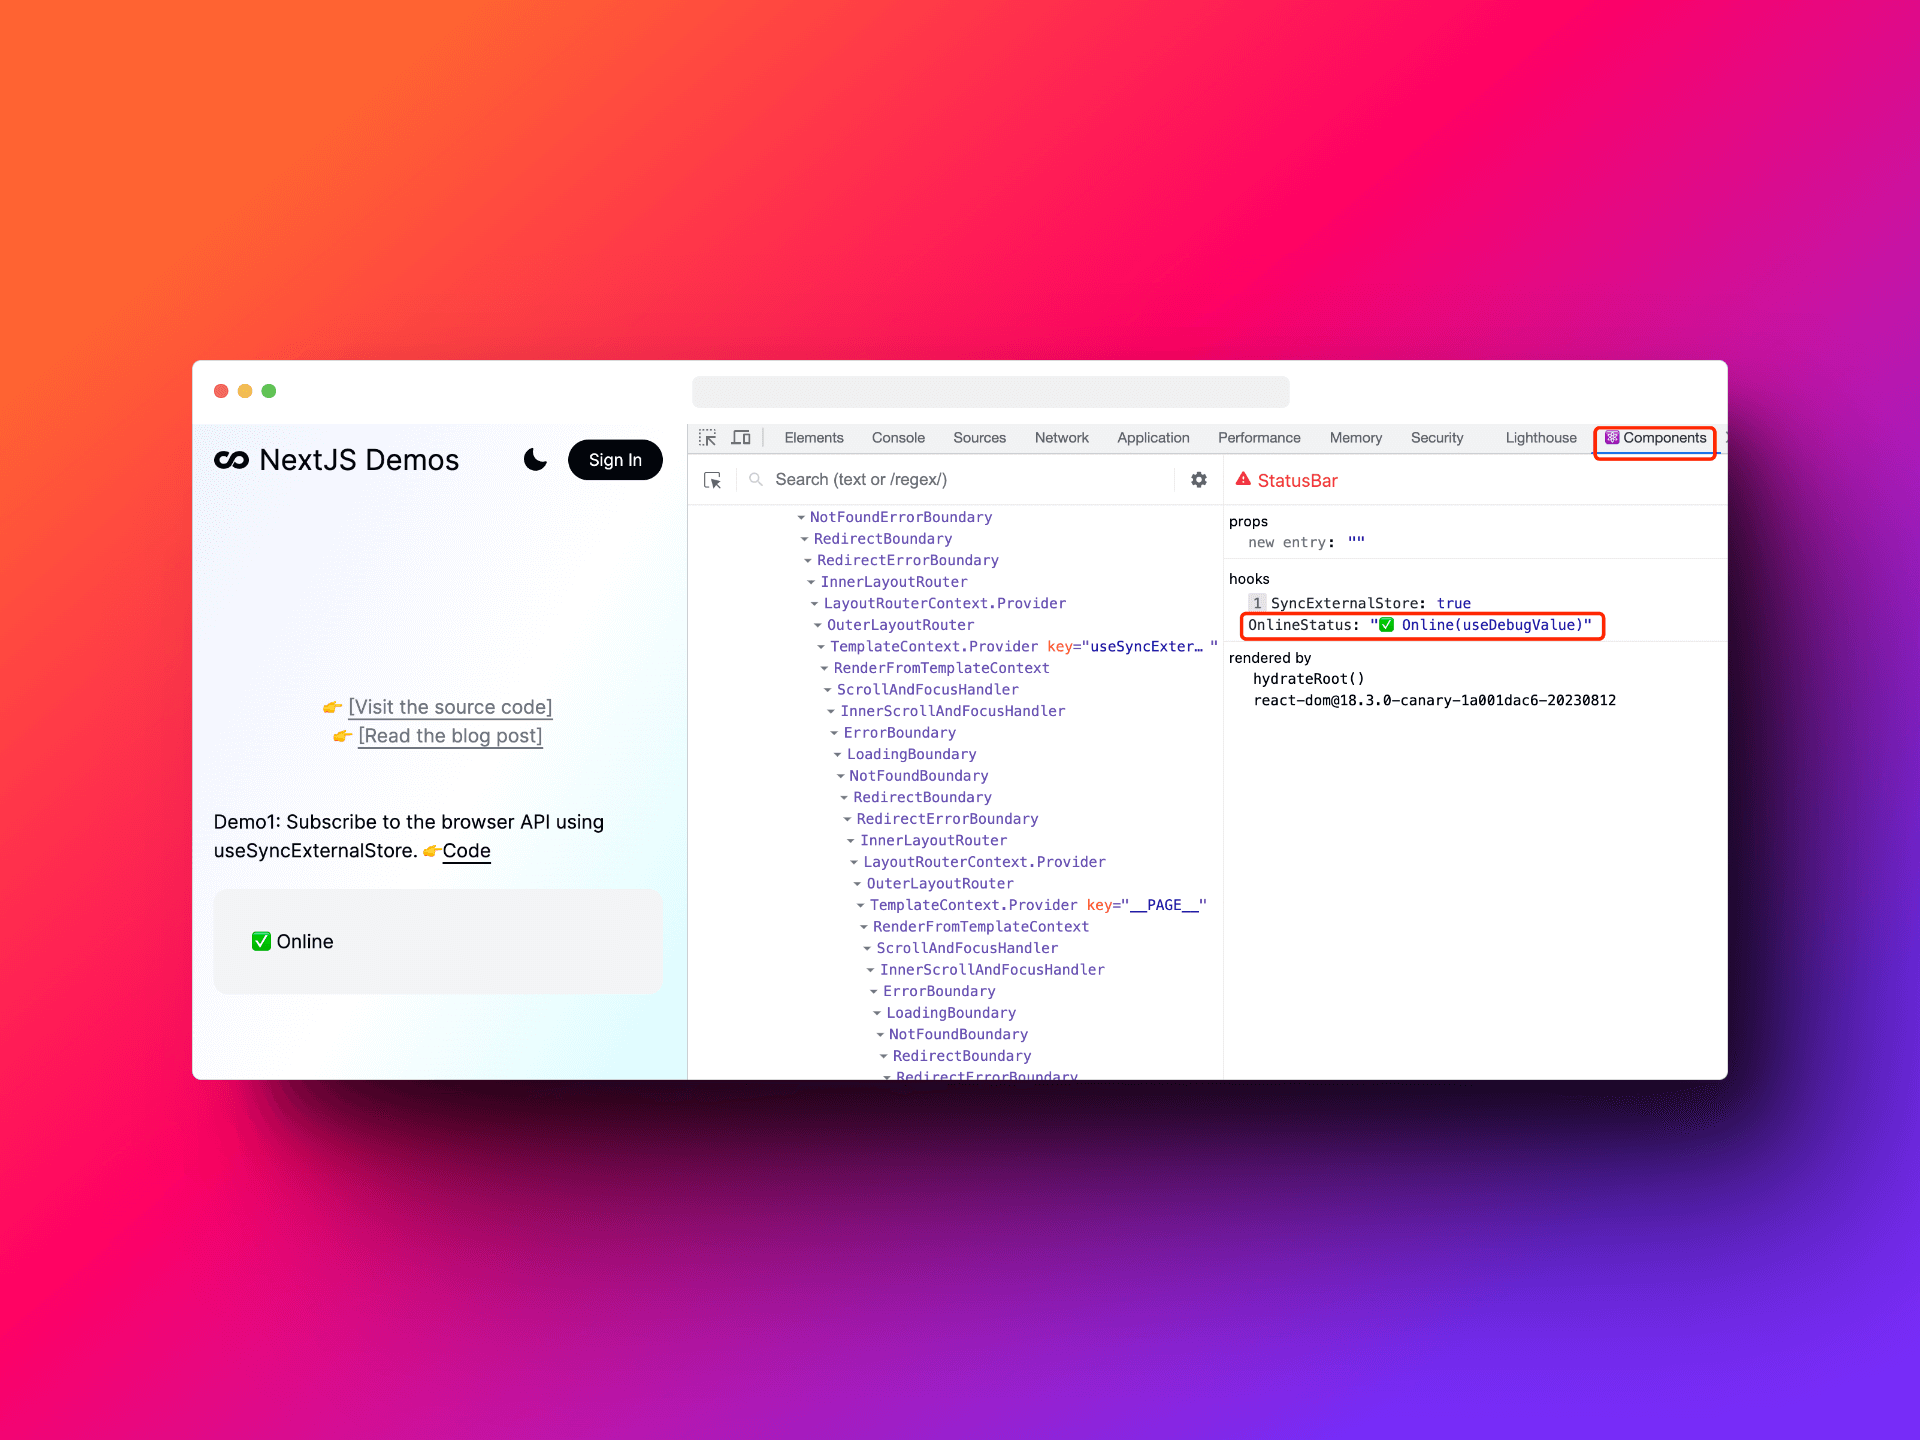 NextJS Demos
Sign In
👉 [Visit the source code]
👉 [Read the blog post]
Demo1: Subscribe to the browser API using
useSyncExternalStore. 👉Code
✅ Online
Elements Console Sources Network Application Performance Memory Security Lighthouse ⚛️ Components
Search (text or /regex/)
NotFoundErrorBoundary
RedirectBoundary
RedirectErrorBoundary
InnerLayoutRouter
LayoutRouterContext.Provider
OuterLayoutRouter
TemplateContext.Provider key="useSyncExter… "
RenderFromTemplateContext
ScrollAndFocusHandler
InnerScrollAndFocusHandler
ErrorBoundary
LoadingBoundary
NotFoundBoundary
RedirectBoundary
RedirectErrorBoundary
InnerLayoutRouter
LayoutRouterContext.Provider
OuterLayoutRouter
TemplateContext.Provider key="__PAGE__"
RenderFromTemplateContext
ScrollAndFocusHandler
InnerScrollAndFocusHandler
ErrorBoundary
LoadingBoundary
NotFoundBoundary
RedirectBoundary
RedirectErrorBoundary
StatusBar
props
new entry: ""
hooks
1 SyncExternalStore: true
OnlineStatus: "✅ Online(useDebugValue)"
rendered by
hydrateRoot()
react-dom@18.3.0-canary-1a001dac6-20230812